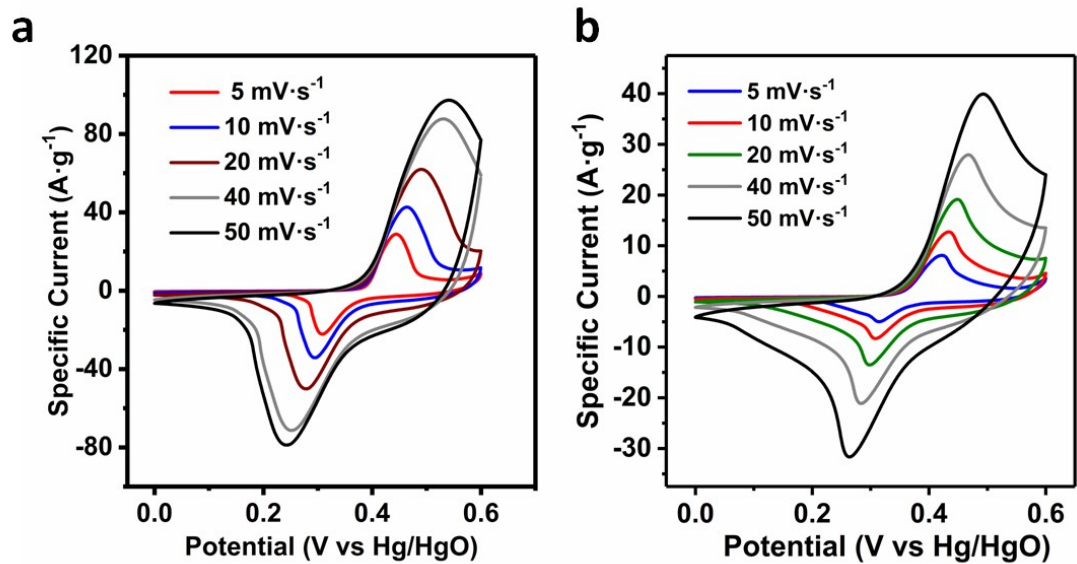 a
120
80
40
0
-40
-80
Specific Current (A·g⁻¹)
5 mV·s⁻¹
10 mV·s⁻¹
20 mV·s⁻¹
40 mV·s⁻¹
50 mV·s⁻¹
0.0 0.2 0.4 0.6
Potential (V vs Hg/HgO)
b
40
30
20
10
0
-10
-20
-30
Specific Current (A·g⁻¹)
5 mV·s⁻¹
10 mV·s⁻¹
20 mV·s⁻¹
40 mV·s⁻¹
50 mV·s⁻¹
0.0 0.2 0.4 0.6
Potential (V vs Hg/HgO)